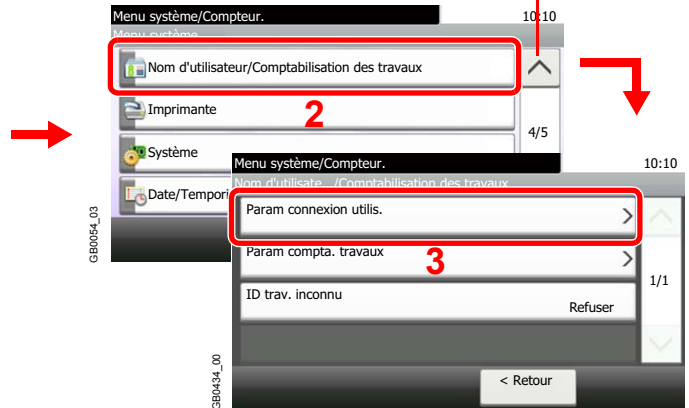 Menu système/Compteur.
10:10
Menu système
Nom d'utilisateur/Comptabilisation des travaux
Imprimante
2
4/5
Système
Date/Tempori
GB0054_03
Menu système/Compteur.
10:10
Nom d'utilisate.../Comptabilisation des travaux
Param connexion utilis.
>
Param compta. travaux
>
3
1/1
ID trav. inconnu
Refuser
GB0434_00
< Retour